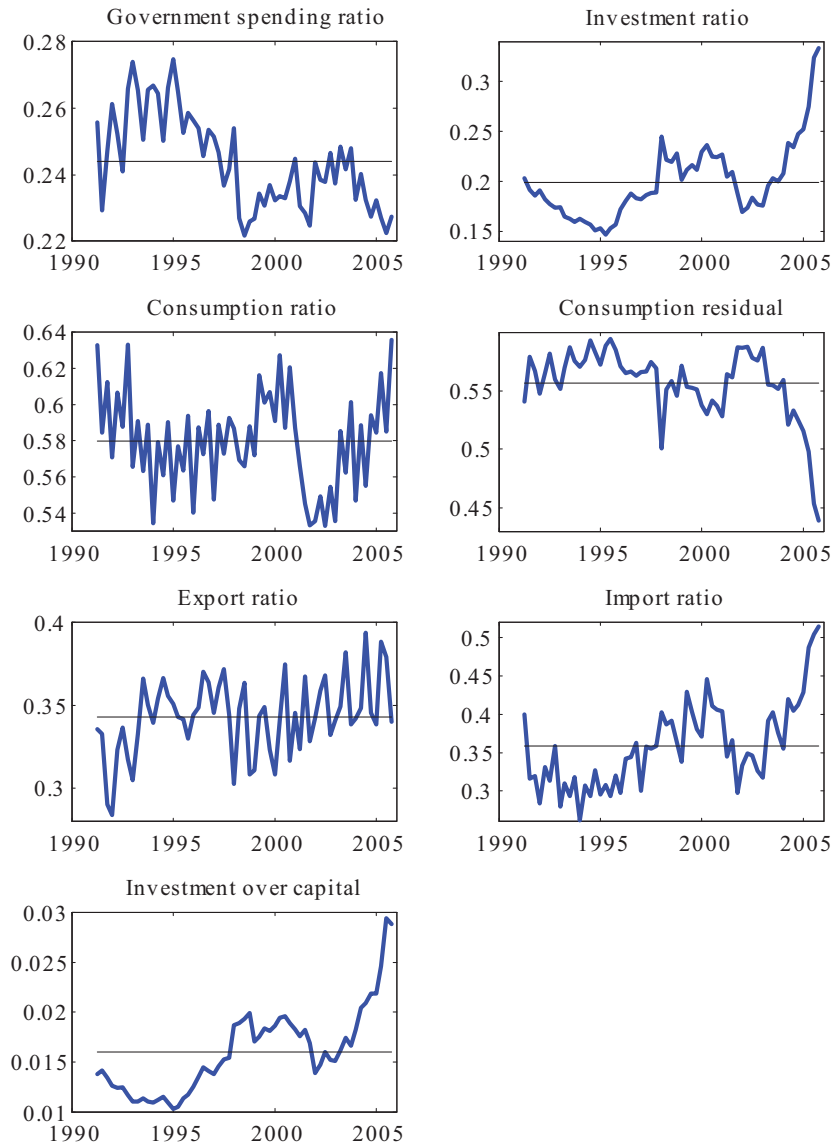 Government spending ratio
0.28
0.26
0.24
0.22
1990 1995 2000 2005
Investment ratio
0.3
0.25
0.2
0.15
1990 1995 2000 2005
Consumption ratio
0.64
0.62
0.6
0.58
0.56
0.54
1990 1995 2000 2005
Consumption residual
0.55
0.5
0.45
1990 1995 2000 2005
Export ratio
0.4
0.35
0.3
1990 1995 2000 2005
Import ratio
0.5
0.45
0.4
0.35
0.3
1990 1995 2000 2005
Investment over capital
0.03
0.025
0.02
0.015
0.01
1990 1995 2000 2005